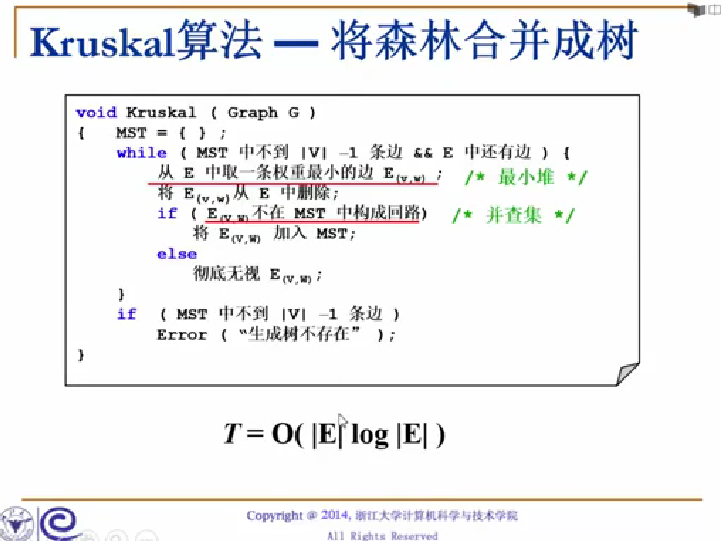 Kruskal算法 — 将森林合并成树
void Kruskal ( Graph G )
{ MST = { } ;
while ( MST 中不到 |V| −1 条边 && E 中还有边 ) {
从 E 中取一条权重最小的边 E(v,w) ; /* 最小堆 */
将 E(v,w)从 E 中删除;
if ( E(V,W)不在 MST 中构成回路) /* 并查集 */
将 E(V,W) 加入 MST;
else
彻底无视 E(V,W);
}
if ( MST 中不到 |V| −1 条边 )
Error ( “生成树不存在” );
}
T = O( |E| log |E| )
Copyright @ 2014, 浙江大学计算机科学与技术学院
All Rights Reserved